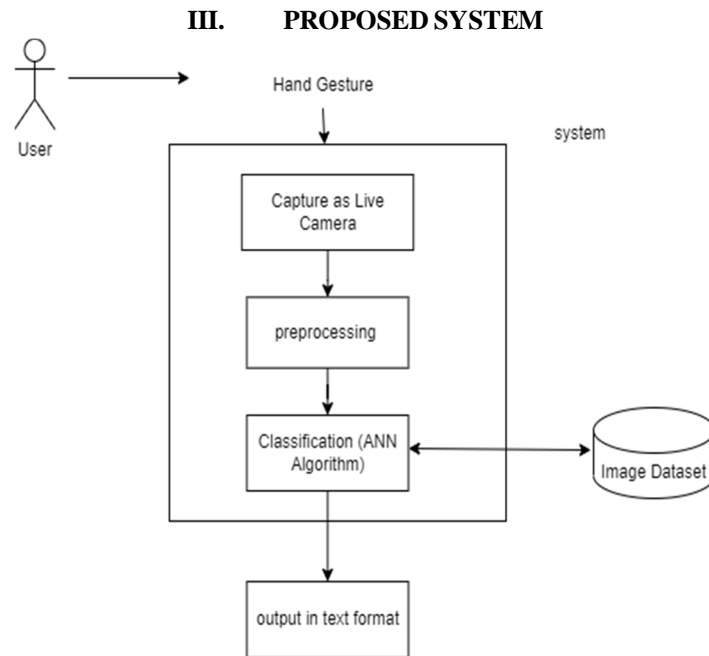 III. PROPOSED SYSTEM
Hand Gesture
User
system
Capture as Live
Camera
preprocessing
Classification (ANN
Algorithm)
Image Dataset
output in text format